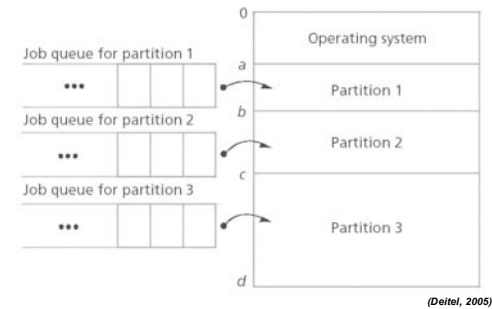 0
Operating system
Job queue for partition 1
a
•••
Partition 1
b
Job queue for partition 2
•••
Partition 2
c
Job queue for partition 3
•••
Partition 3
d
(Deitel, 2005)